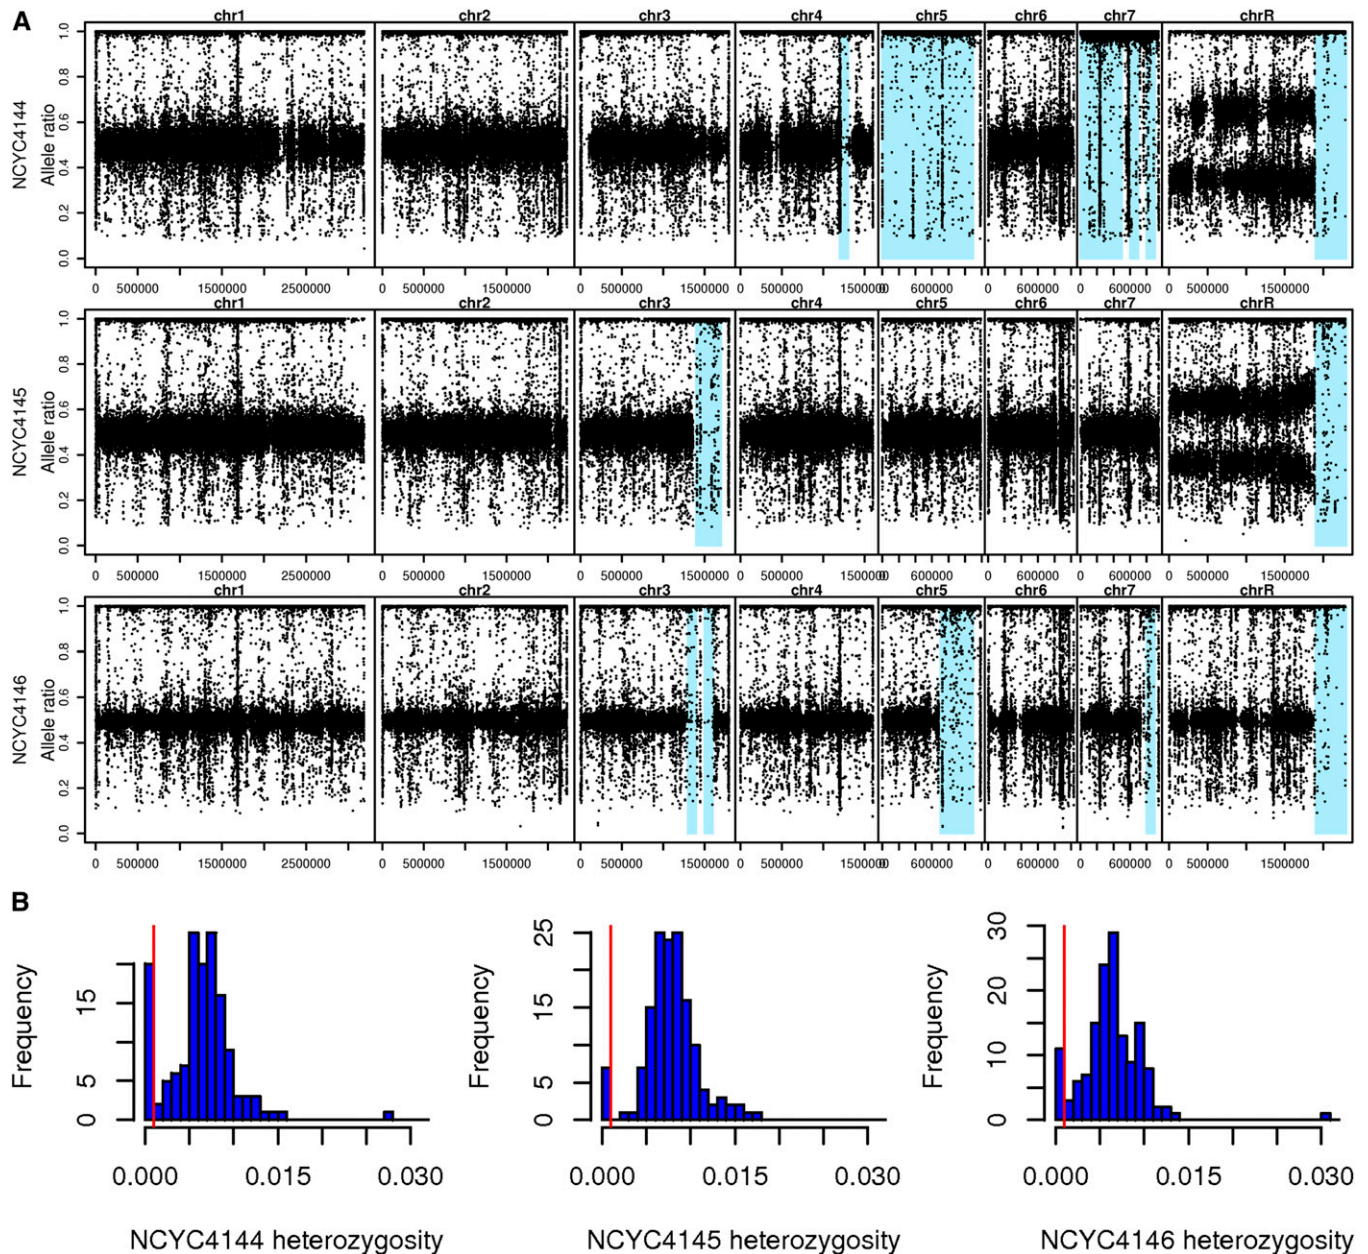 A
chr1 chr2 chr3 chr4 chr5 chr6 chr7 chrR
NCYC4144
Allele ratio
0.0 0.2 0.4 0.6 0.8 1.0
0 500000 1500000 2500000 0 500000 1500000 0 500000 1500000 0 500000 1500000 0 600000 0 600000 0 600000 0 500000 1500000
chr1 chr2 chr3 chr4 chr5 chr6 chr7 chrR
NCYC4145
Allele ratio
0.0 0.2 0.4 0.6 0.8 1.0
0 500000 1500000 2500000 0 500000 1500000 0 500000 1500000 0 500000 1500000 0 600000 0 600000 0 600000 0 500000 1500000
chr1 chr2 chr3 chr4 chr5 chr6 chr7 chrR
NCYC4146
Allele ratio
0.0 0.2 0.4 0.6 0.8 1.0
0 500000 1500000 2500000 0 500000 1500000 0 500000 1500000 0 500000 1500000 0 600000 0 600000 0 600000 0 500000 1500000
B
Frequency
0 5 15
0.000 0.015 0.030
NCYC4144 heterozygosity
Frequency
0 5 15 25
0.000 0.015 0.030
NCYC4145 heterozygosity
Frequency
0 10 20 30
0.000 0.015 0.030
NCYC4146 heterozygosity